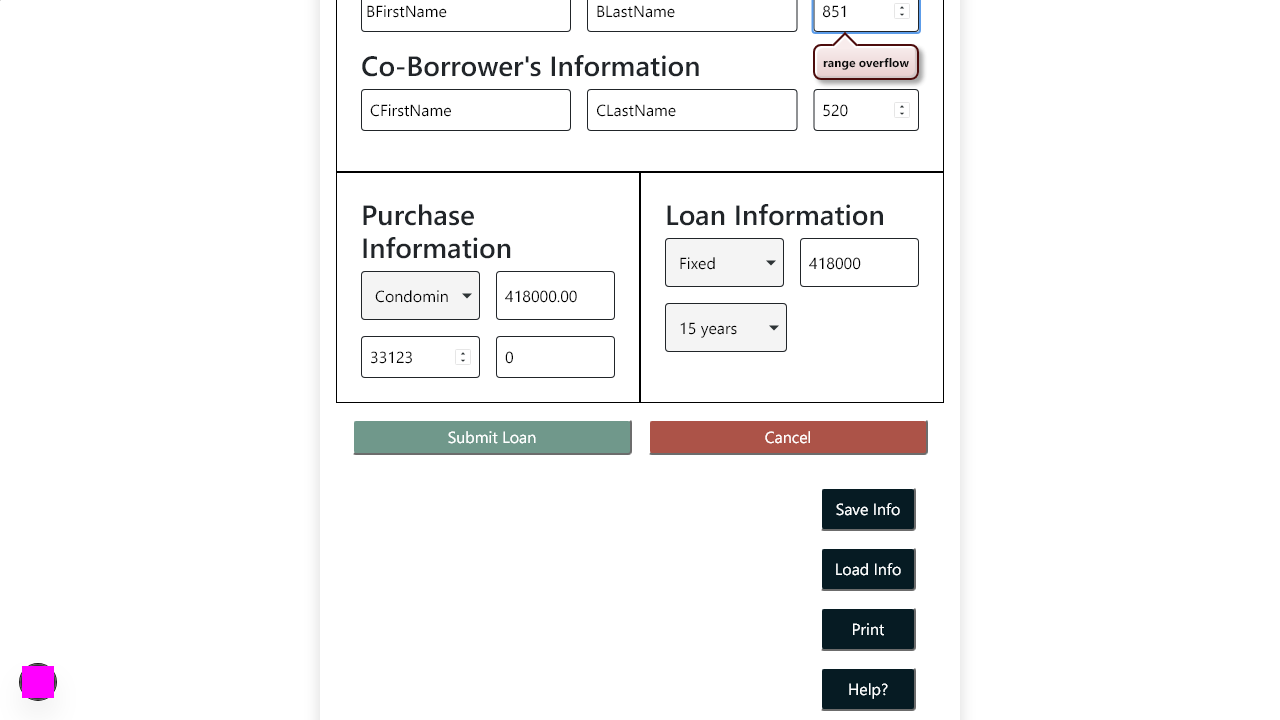 BFirstName
BLastName
851
range overflow
Co-Borrower's Information
CFirstName
CLastName
520
Purchase
Information
Condomin
418000.00
33123
0
Loan Information
Fixed
418000
15 years
Submit Loan
Cancel
Save Info
Load Info
Print
Help?